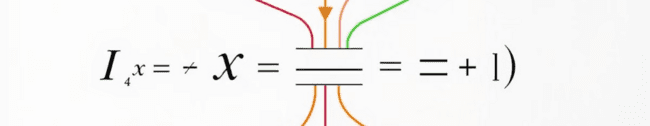 I₄x = ≠ x = = = + 1)